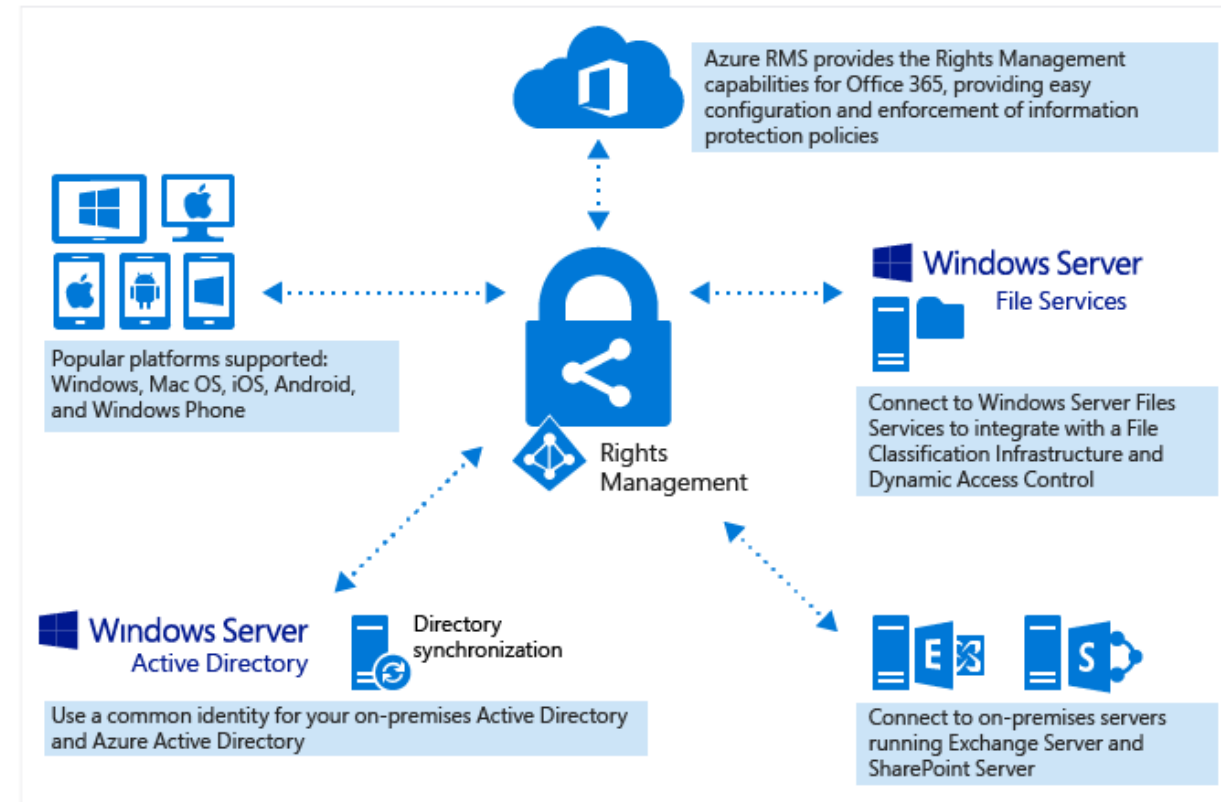 Azure RMS provides the Rights Management
capabilities for Office 365, providing easy
configuration and enforcement of information
protection policies
Popular platforms supported:
Windows, Mac OS, iOS, Android,
and Windows Phone
Windows Server
File Services
Connect to Windows Server Files
Services to integrate with a File
Classification Infrastructure and
Dynamic Access Control
Rights
Management
Windows Server
Active Directory
Directory
synchronization
Use a common identity for your on-premises Active Directory
and Azure Active Directory
E
S
Connect to on-premises servers
running Exchange Server and
SharePoint Server